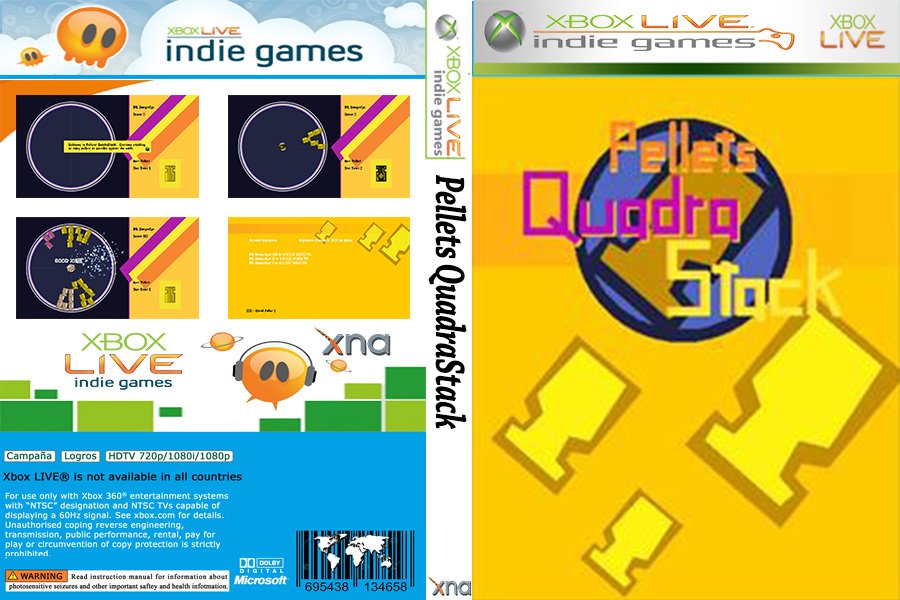 XBOX LIVE
indie games
GOOD JOB!
XBOX
LIVE
indie games
xna
Campaña
Logros
HDTV 720p/1080i/1080p
Xbox LIVE® is not available in all countries
For use only with Xbox 360® entertainment systems
with “NTSC” designation and NTSC TVs capable of
displaying a 60Hz signal. See xbox.com for details.
Unauthorised coping reverse engineering,
transmission, public performance, rental, pay for
play or circumvention of copy protection is strictly
prohibited.
WARNING Read instruction manual for information about
photosensitive seizures and other important saftey and health infotmation.
DOLBY
DIGITAL
Microsoft
695438 134658
XBOX LIVE
indie games
Pellets QuadraStack
xna
XBOX LIVE
indie games
XBOX
LIVE
Pellets
Quadra
Stack